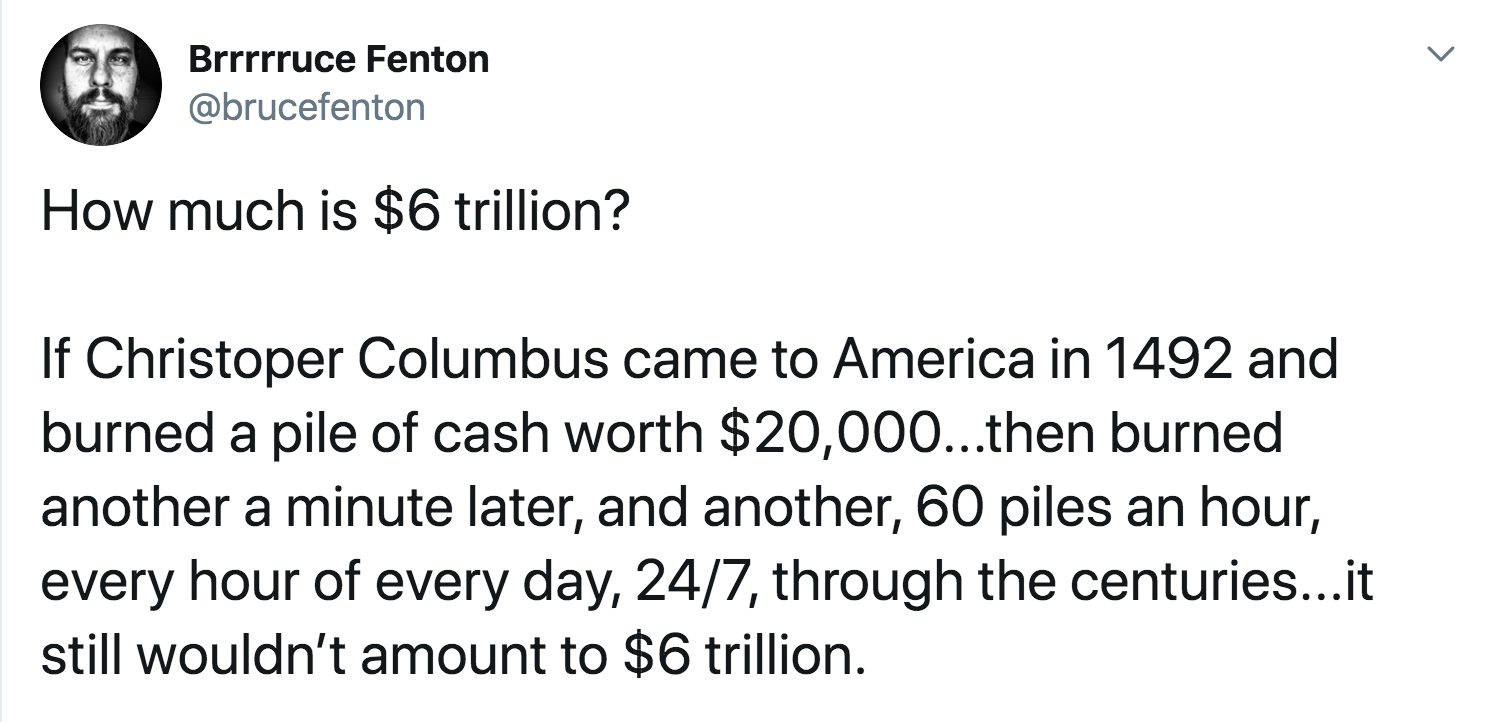 Brrrrruce Fenton
@brucefenton
How much is $6 trillion?
If Christoper Columbus came to America in 1492 and
burned a pile of cash worth $20,000...then burned
another a minute later, and another, 60 piles an hour,
every hour of every day, 24/7, through the centuries...it
still wouldn’t amount to $6 trillion.